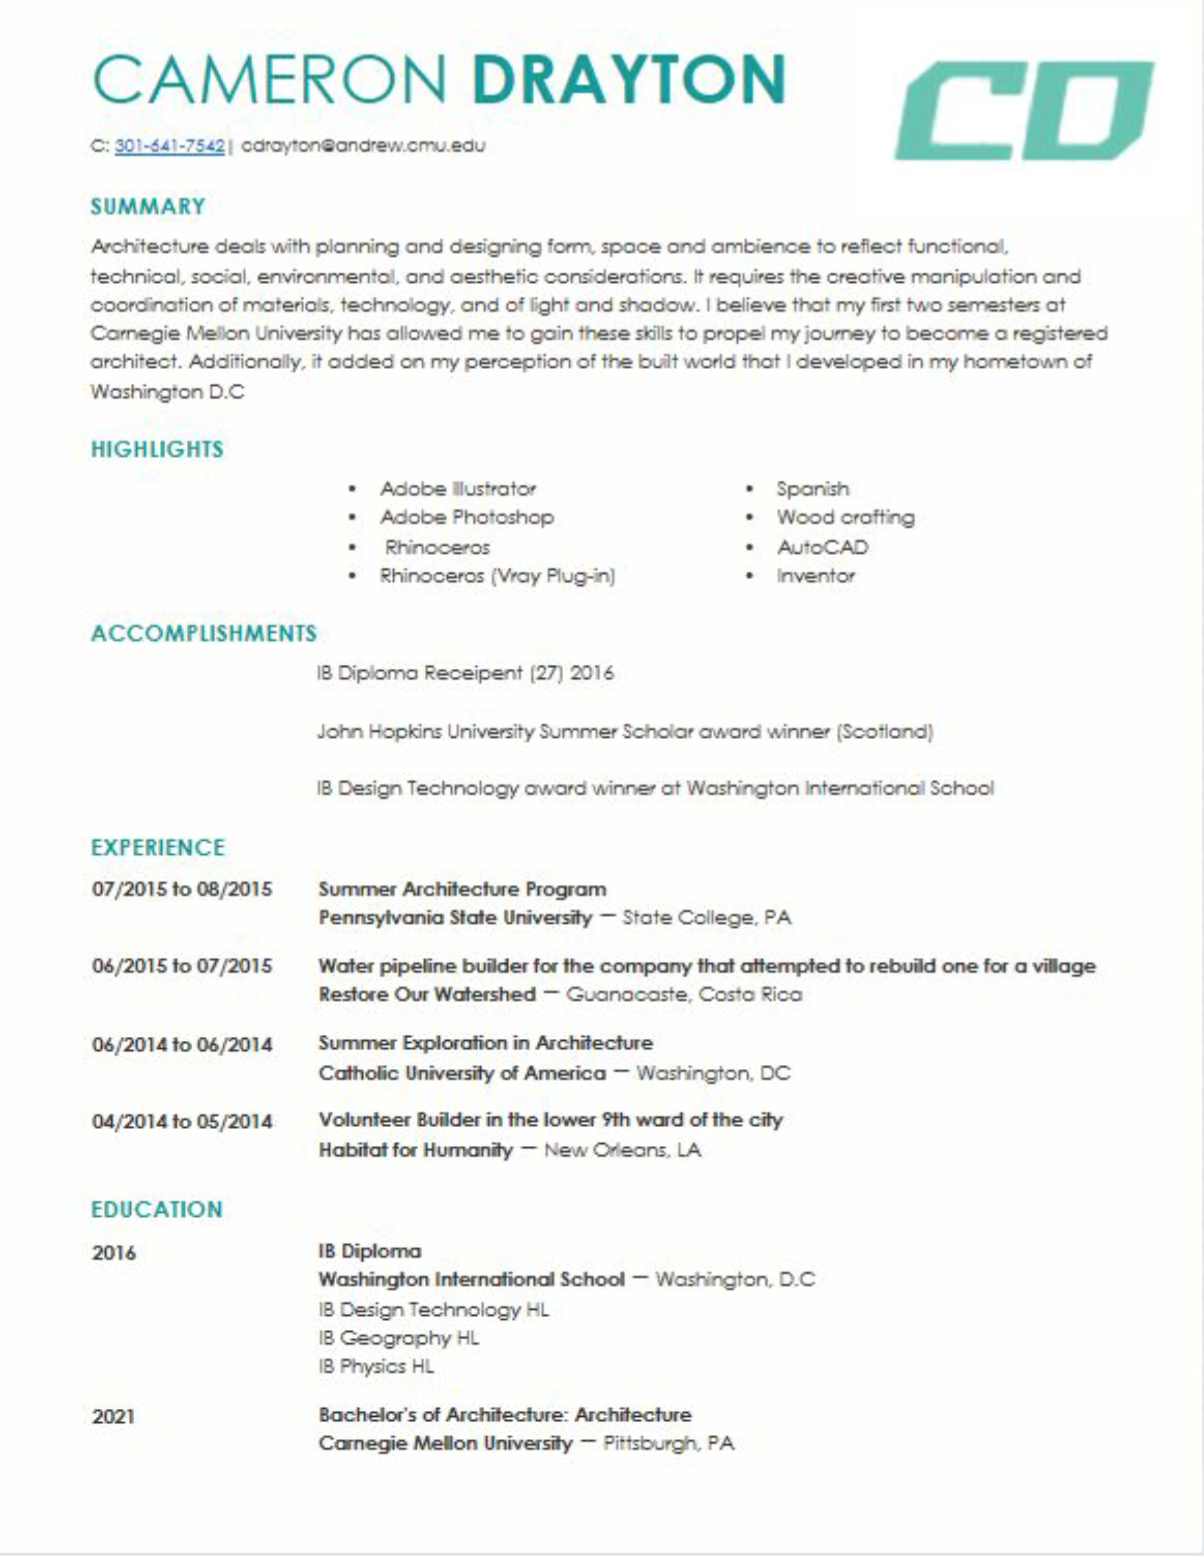 CAMERON DRAYTON
CD
C: 301-641-7542| cdrayton@andrew.cmu.edu
SUMMARY
Architecture deals with planning and designing form, space and ambience to reflect functional,
technical, social, environmental, and aesthetic considerations. It requires the creative manipulation and
coordination of materials, technology, and of light and shadow. I believe that my first two semesters at
Carnegie Mellon University has allowed me to gain these skills to propel my journey to become a registered
architect. Additionally, it added on my perception of the built world that I developed in my hometown of
Washington D.C
HIGHLIGHTS
• Adobe Illustrator
• Adobe Photoshop
• Rhinoceros
• Rhinoceros (Vray Plug-in)
• Spanish
• Wood crafting
• AutoCAD
• Inventor
ACCOMPLISHMENTS
IB Diploma Receipent (27) 2016
John Hopkins University Summer Scholar award winner (Scotland)
IB Design Technology award winner at Washington International School
EXPERIENCE
07/2015 to 08/2015 Summer Architecture Program
Pennsylvania State University — State College, PA
06/2015 to 07/2015 Water pipeline builder for the company that attempted to rebuild one for a village
Restore Our Watershed — Guanacaste, Costa Rica
06/2014 to 06/2014 Summer Exploration in Architecture
Catholic University of America — Washington, DC
04/2014 to 05/2014 Volunteer Builder in the lower 9th ward of the city
Habitat for Humanity — New Orleans, LA
EDUCATION
2016 IB Diploma
Washington International School — Washington, D.C
IB Design Technology HL
IB Geography HL
IB Physics HL
2021 Bachelor's of Architecture: Architecture
Carnegie Mellon University — Pittsburgh, PA